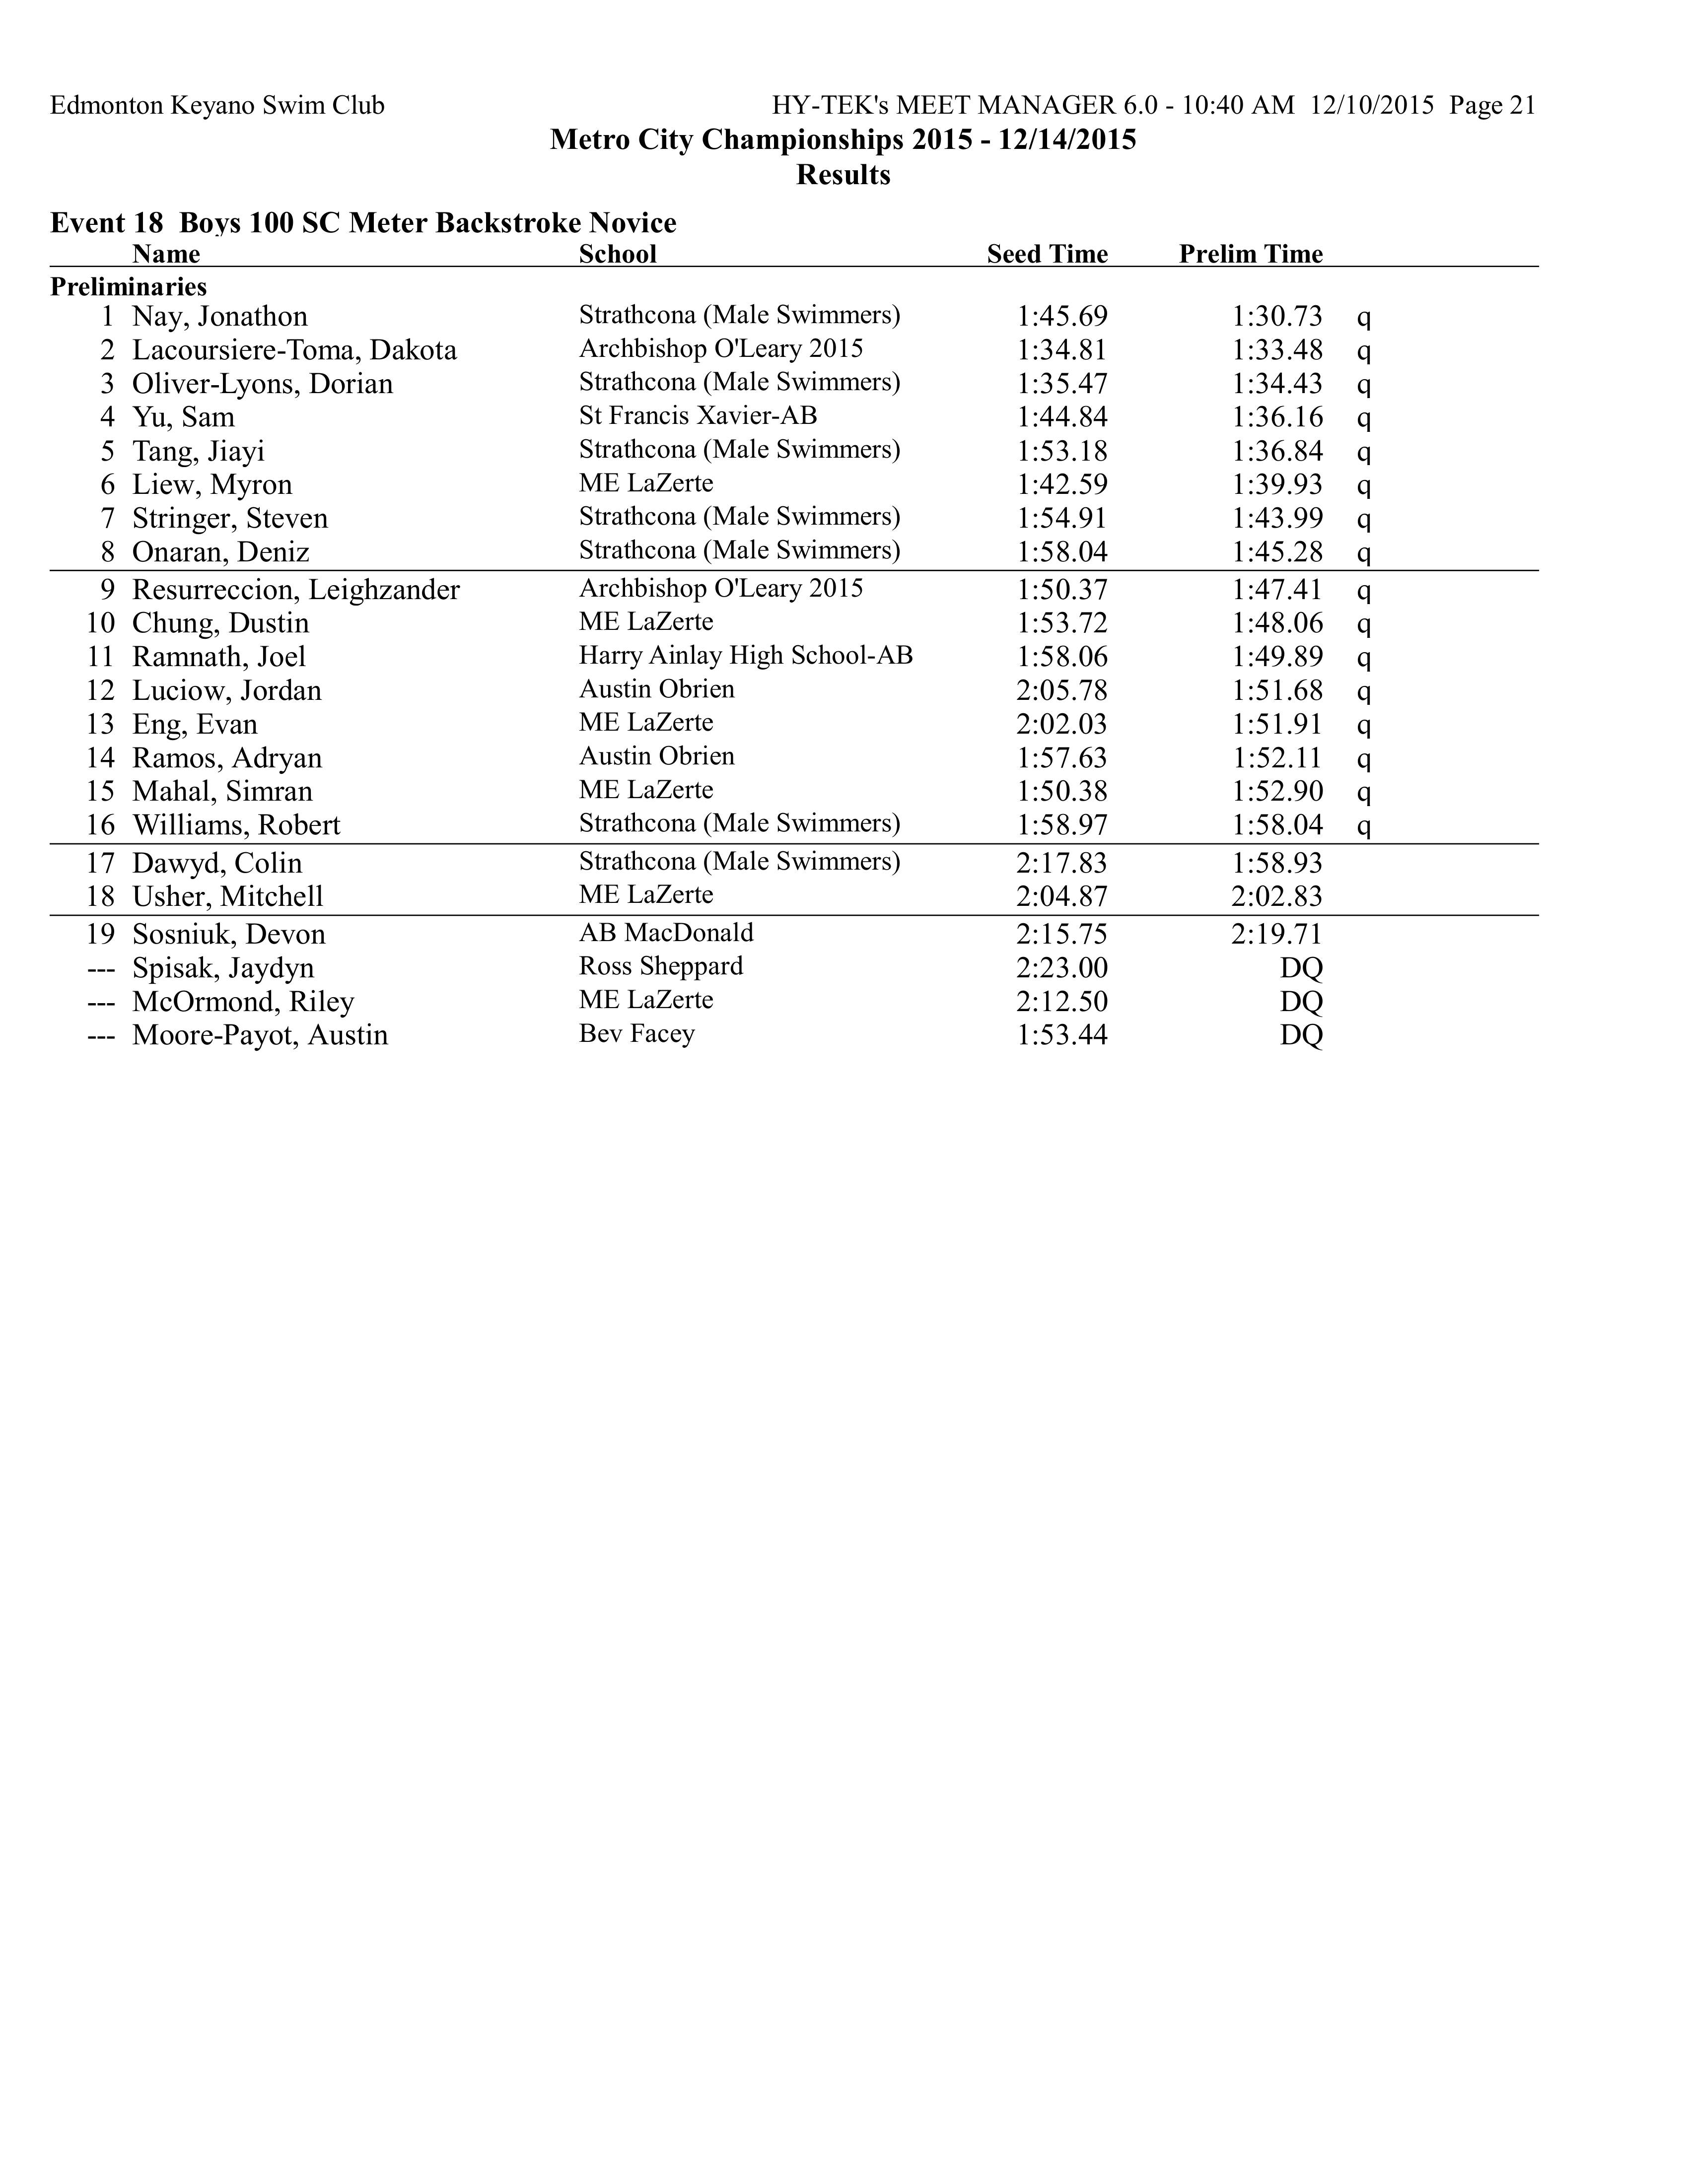 Edmonton Keyano Swim Club HY-TEK's MEET MANAGER 6.0 - 10:40 AM 12/10/2015 Page 21
Metro City Championships 2015 - 12/14/2015
Results
Event 18 Boys 100 SC Meter Backstroke Novice
Name School Seed Time Prelim Time
Preliminaries
1 Nay, Jonathon Strathcona (Male Swimmers) 1:45.69 1:30.73 q
2 Lacoursiere-Toma, Dakota Archbishop O'Leary 2015 1:34.81 1:33.48 q
3 Oliver-Lyons, Dorian Strathcona (Male Swimmers) 1:35.47 1:34.43 q
4 Yu, Sam St Francis Xavier-AB 1:44.84 1:36.16 q
5 Tang, Jiayi Strathcona (Male Swimmers) 1:53.18 1:36.84 q
6 Liew, Myron ME LaZerte 1:42.59 1:39.93 q
7 Stringer, Steven Strathcona (Male Swimmers) 1:54.91 1:43.99 q
8 Onaran, Deniz Strathcona (Male Swimmers) 1:58.04 1:45.28 q
9 Resurreccion, Leighzander Archbishop O'Leary 2015 1:50.37 1:47.41 q
10 Chung, Dustin ME LaZerte 1:53.72 1:48.06 q
11 Ramnath, Joel Harry Ainlay High School-AB 1:58.06 1:49.89 q
12 Luciow, Jordan Austin Obrien 2:05.78 1:51.68 q
13 Eng, Evan ME LaZerte 2:02.03 1:51.91 q
14 Ramos, Adryan Austin Obrien 1:57.63 1:52.11 q
15 Mahal, Simran ME LaZerte 1:50.38 1:52.90 q
16 Williams, Robert Strathcona (Male Swimmers) 1:58.97 1:58.04 q
17 Dawyd, Colin Strathcona (Male Swimmers) 2:17.83 1:58.93
18 Usher, Mitchell ME LaZerte 2:04.87 2:02.83
19 Sosniuk, Devon AB MacDonald 2:15.75 2:19.71
--- Spisak, Jaydyn Ross Sheppard 2:23.00 DQ
--- McOrmond, Riley ME LaZerte 2:12.50 DQ
--- Moore-Payot, Austin Bev Facey 1:53.44 DQ